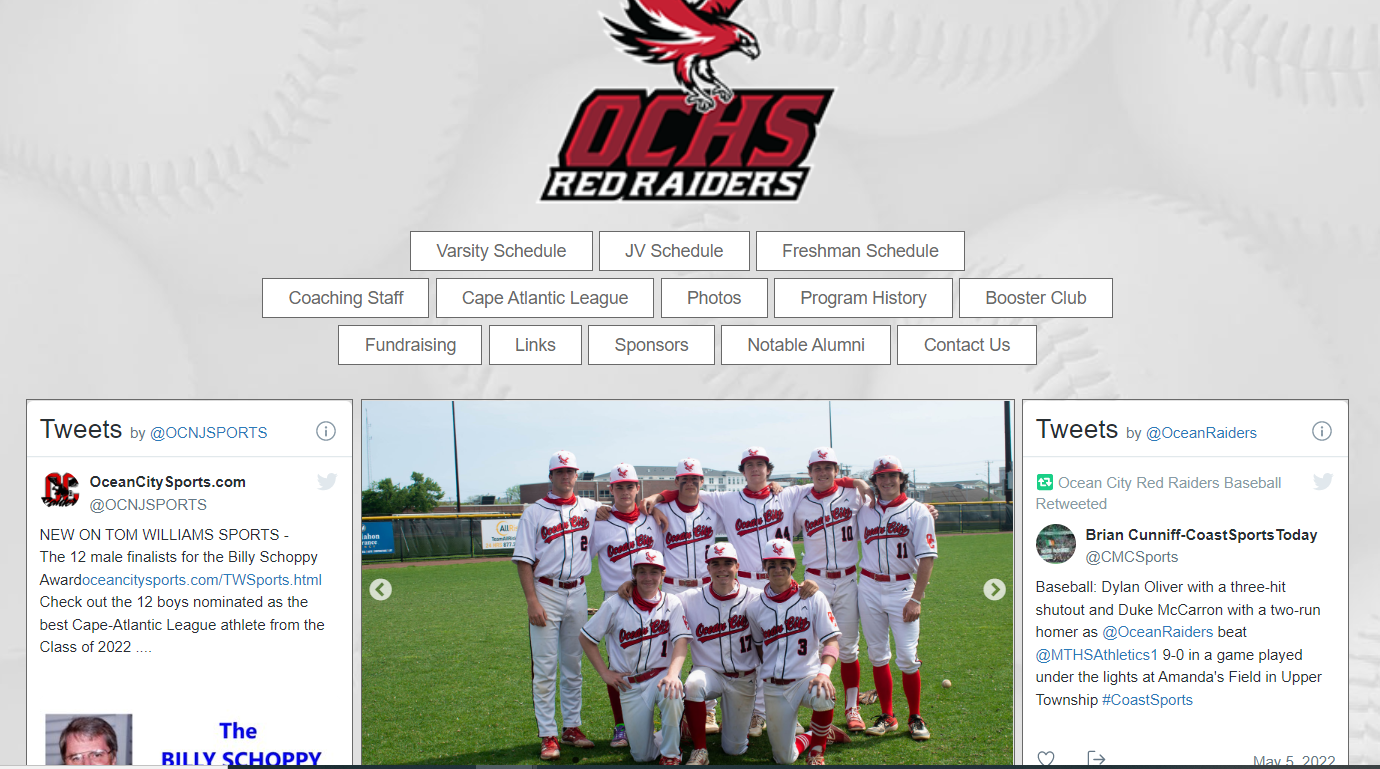 OCHS
RED RAIDERS
Varsity Schedule
JV Schedule
Freshman Schedule
Coaching Staff
Cape Atlantic League
Photos
Program History
Booster Club
Fundraising
Links
Sponsors
Notable Alumni
Contact Us
Tweets by @OCNJSPORTS
OceanCitySports.com
@OCNJSPORTS
NEW ON TOM WILLIAMS SPORTS -
The 12 male finalists for the Billy Schoppy
Awardoceancitysports.com/TWSports.html
Check out the 12 boys nominated as the
best Cape-Atlantic League athlete from the
Class of 2022 ....
The
BILLY SCHOPPY
Ocean City
2
Ocean City
Ocean City
Ocean City
44
Ocean City
10
Ocean City
11
Ocean City
1
Ocean City
17
Ocean City
3
Tweets by @OceanRaiders
Ocean City Red Raiders Baseball
Retweeted
Brian Cunniff-CoastSportsToday
@CMCSports
Baseball: Dylan Oliver with a three-hit
shutout and Duke McCarron with a two-run
homer as @OceanRaiders beat
@MTHSAthletics1 9-0 in a game played
under the lights at Amanda's Field in Upper
Township #CoastSports
May 5, 2022